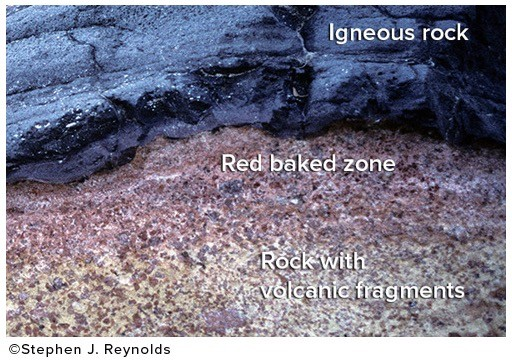 Igneous rock
Red baked zone
Rock with
volcanic fragments
©Stephen J. Reynolds